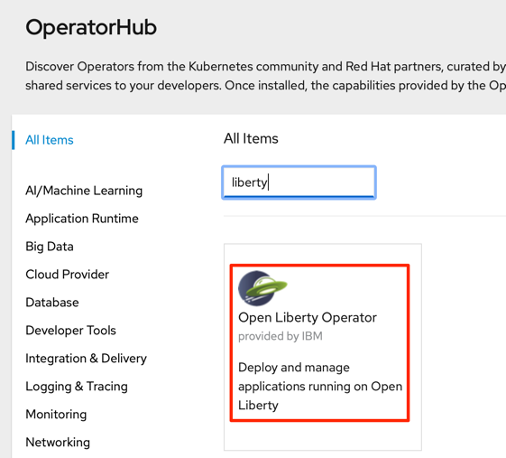 OperatorHub
Discover Operators from the Kubernetes community and Red Hat partners, curated by
shared services to your developers. Once installed, the capabilities provided by the Op
All Items
AI/Machine Learning
Application Runtime
Big Data
Cloud Provider
Database
Developer Tools
Integration & Delivery
Logging & Tracing
Monitoring
Networking
All Items
liberty
Open Liberty Operator
provided by IBM
Deploy and manage
applications running on Open
Liberty